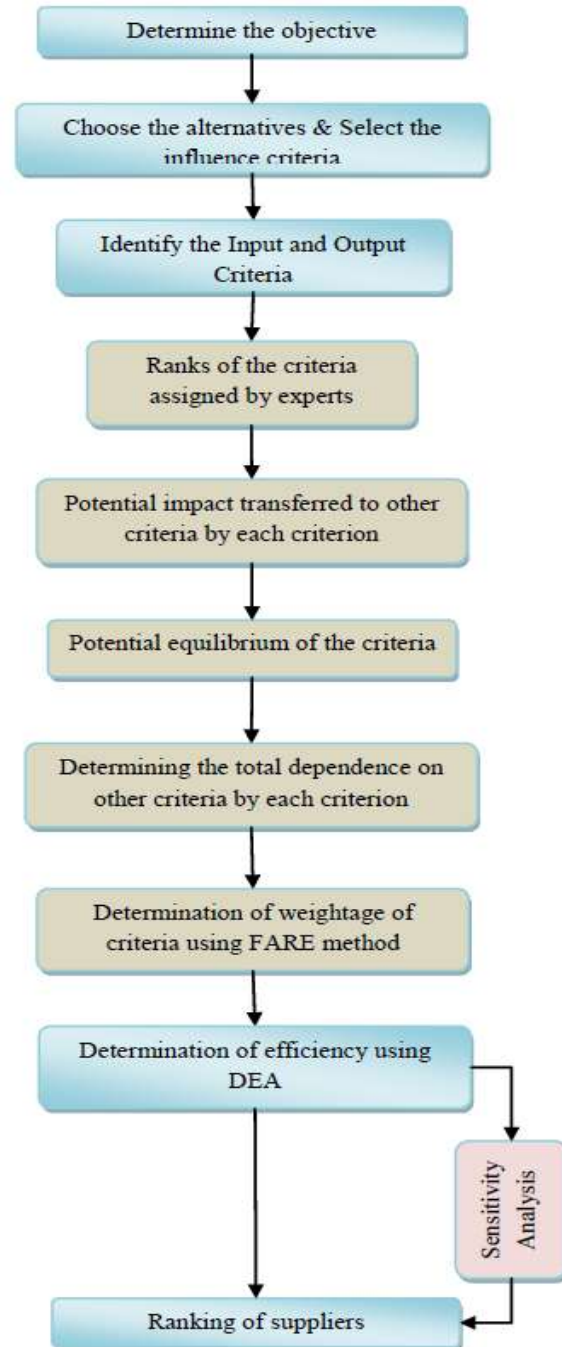 Determine the objective
Choose the alternatives & Select the
influence criteria
Identify the Input and Output
Criteria
Ranks of the criteria
assigned by experts
Potential impact transferred to other
criteria by each criterion
Potential equilibrium of the criteria
Determining the total dependence on
other criteria by each criterion
Determination of weightage of
criteria using FARE method
Determination of efficiency using
DEA
Sensitivity
Analysis
Ranking of suppliers